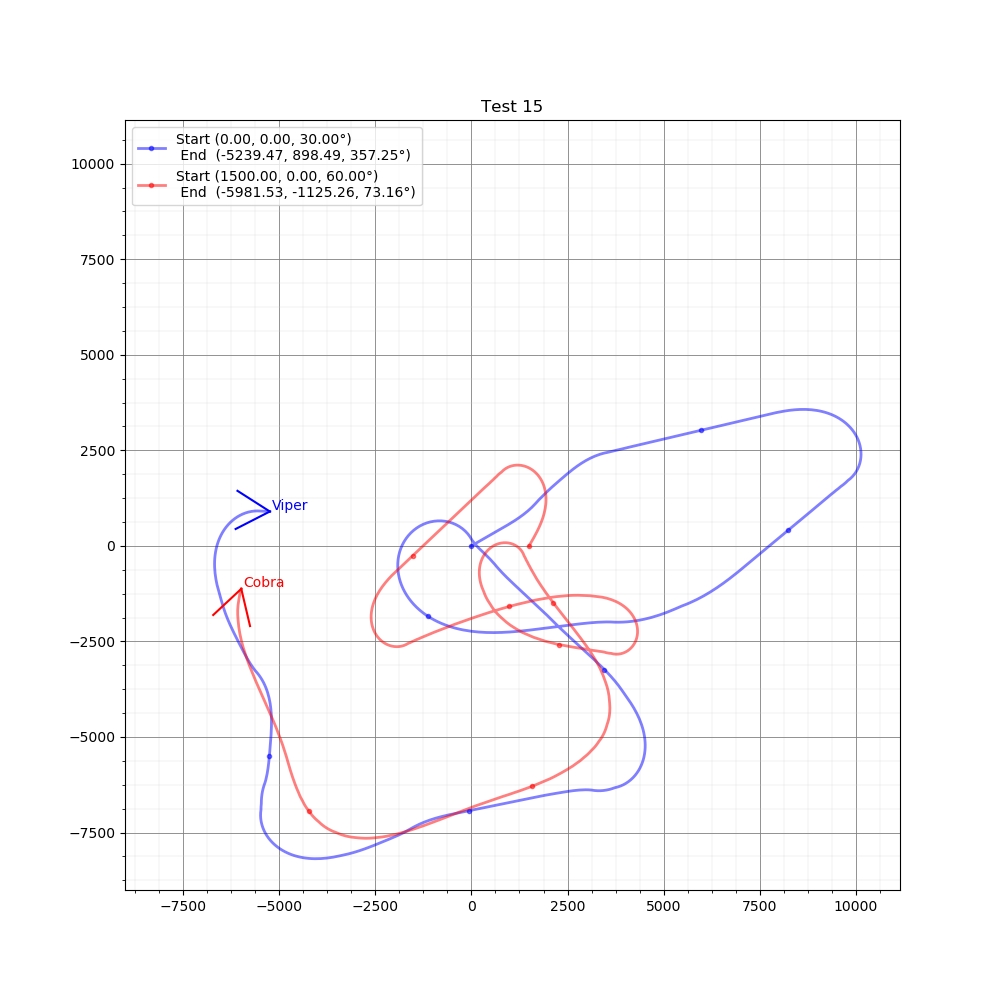 Test 15
Start (0.00, 0.00, 30.00°)
End (-5239.47, 898.49, 357.25°)
Start (1500.00, 0.00, 60.00°)
End (-5981.53, -1125.26, 73.16°)
10000
7500
5000
2500
0
−2500
−5000
−7500
Viper
Cobra
−7500 −5000 −2500 0 2500 5000 7500 10000